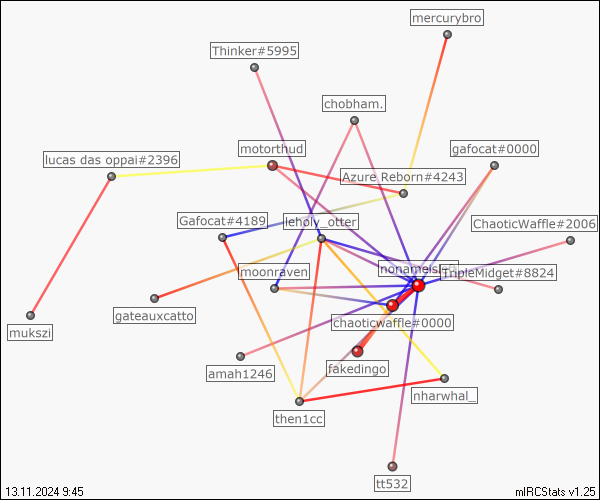 mercurybro
Thinker#5995
chobham.
motorthud
gafocat#0000
lucas das oppai#2396
Azure Reborn#4243
Gafocat#4189
leholy_otter
ChaoticWaffle#2006
moonraven
TripleMidget#8824
gateauxcatto
chaoticwaffle#0000
mukszi
fakedingo
amah1246
nharwhal_
then1cc
tt532
13.11.2024 9:45
mIRCStats v1.25